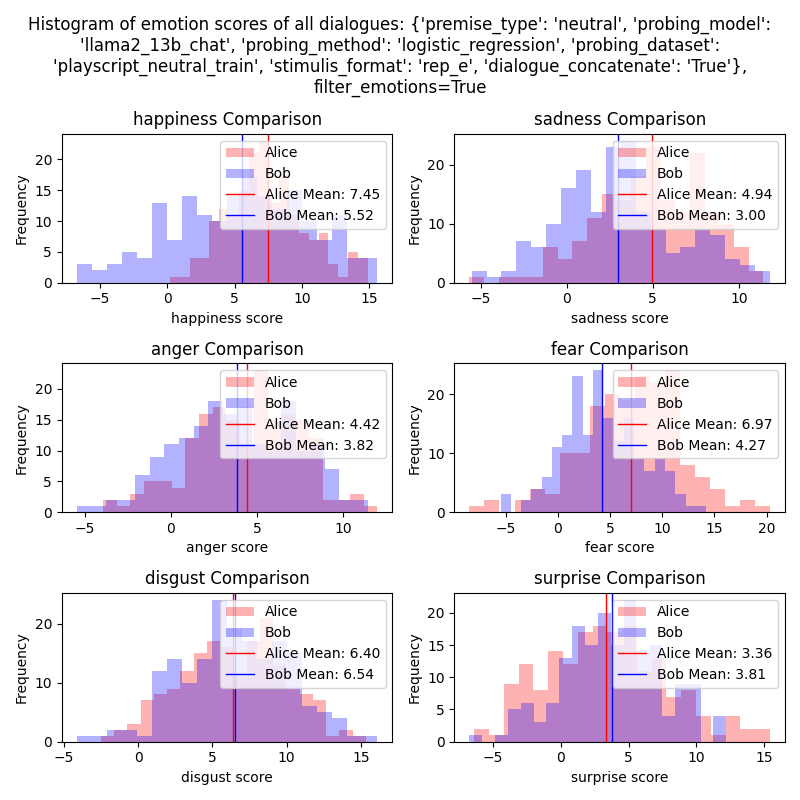 Histogram of emotion scores of all dialogues: {'premise_type': 'neutral', 'probing_model':
'llama2_13b_chat', 'probing_method': 'logistic_regression', 'probing_dataset':
'playscript_neutral_train', 'stimulis_format': 'rep_e', 'dialogue_concatenate': 'True'},
filter_emotions=True
happiness Comparison
Frequency
20
15
10
5
0
Alice
Bob
Alice Mean: 7.45
Bob Mean: 5.52
−5 0 5 10 15
happiness score
sadness Comparison
Frequency
20
10
0
Alice
Bob
Alice Mean: 4.94
Bob Mean: 3.00
−5 0 5 10
sadness score
anger Comparison
Frequency
20
15
10
5
0
Alice
Bob
Alice Mean: 4.42
Bob Mean: 3.82
−5 0 5 10
anger score
fear Comparison
Frequency
20
10
0
Alice
Bob
Alice Mean: 6.97
Bob Mean: 4.27
−5 0 5 10 15 20
fear score
disgust Comparison
Frequency
20
10
0
Alice
Bob
Alice Mean: 6.40
Bob Mean: 6.54
−5 0 5 10 15
disgust score
surprise Comparison
Frequency
20
15
10
5
0
Alice
Bob
Alice Mean: 3.36
Bob Mean: 3.81
−5 0 5 10 15
surprise score